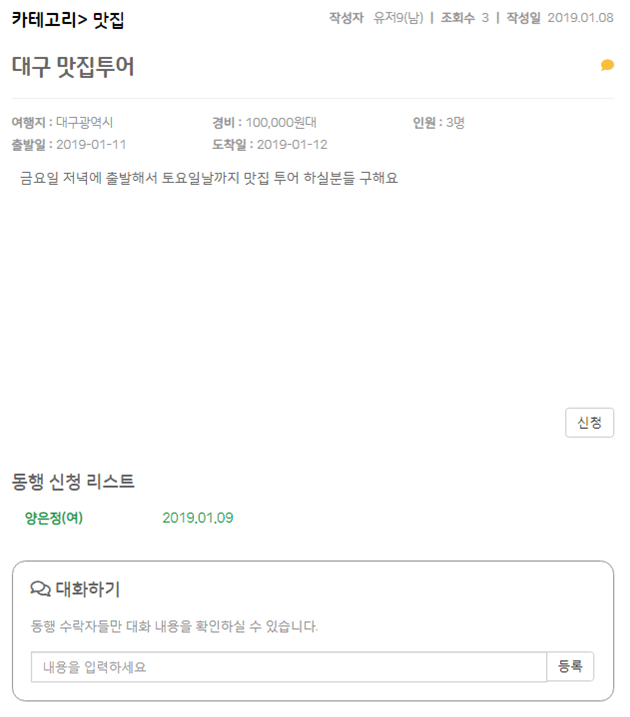 카테고리> 맛집
작성자 유저9(남) | 조회수 3 | 작성일 2019.01.08
대구 맛집투어
여행지 : 대구광역시 경비 : 100,000원대 인원 : 3명
출발일 : 2019-01-11 도착일 : 2019-01-12
금요일 저녁에 출발해서 토요일날까지 맛집 투어 하실분들 구해요
신청
동행 신청 리스트
양은정(여) 2019.01.09
대화하기
동행 수락자들만 대화 내용을 확인하실 수 있습니다.
내용을 입력하세요 등록